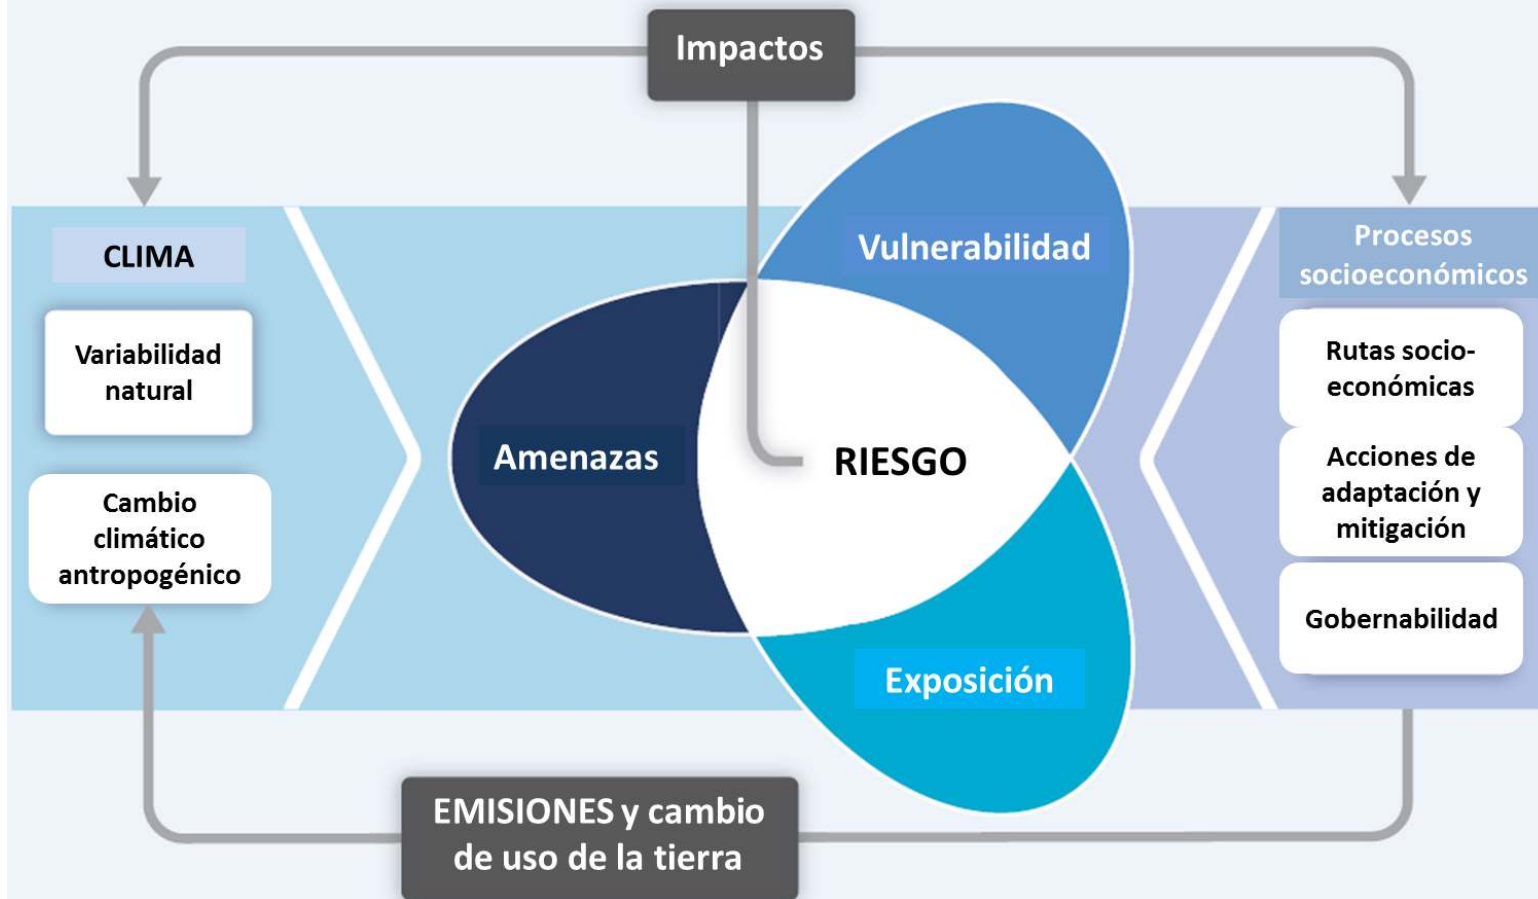 Impactos
CLIMA
Variabilidad
natural
Cambio
climático
antropogénico
Vulnerabilidad
Amenazas
RIESGO
Exposición
Procesos
socioeconómicos
Rutas socio-
económicas
Acciones de
adaptación y
mitigación
Gobernabilidad
EMISIONES y cambio
de uso de la tierra